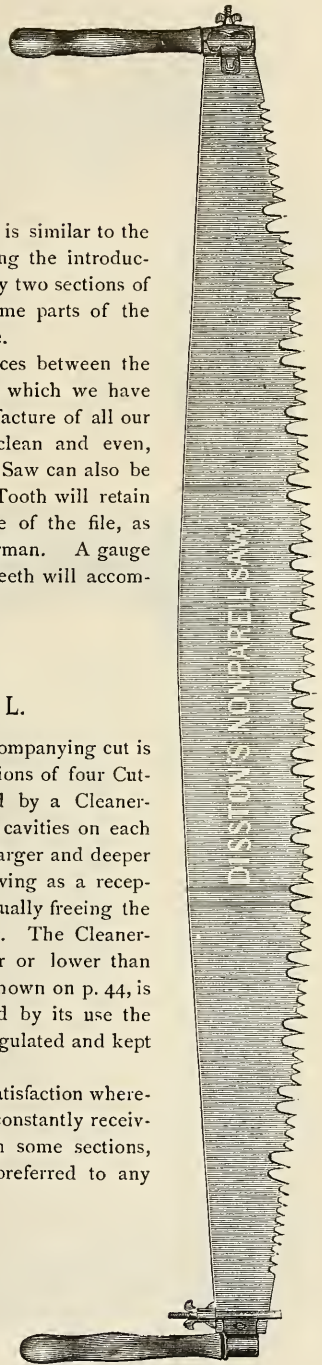 is similar to the
ng the introduc-
y two sections of
me parts of the
e.
ces between the
which we have
facture of all our
clean and even,
Saw can also be
Tooth will retain
e of the file, as
rman. A gauge
eeth will accom-
L.
ompanying cut is
ions of four Cut-
l by a Cleaner-
cavities on each
arger and deeper
ving as a recep-
ually freeing the
. The Cleaner-
r or lower than
nown on p. 44, is
d by its use the
gulated and kept
atisfaction where-
constantly receiv-
n some sections,
preferred to any
DISSTON'S NONPAREIL SAW